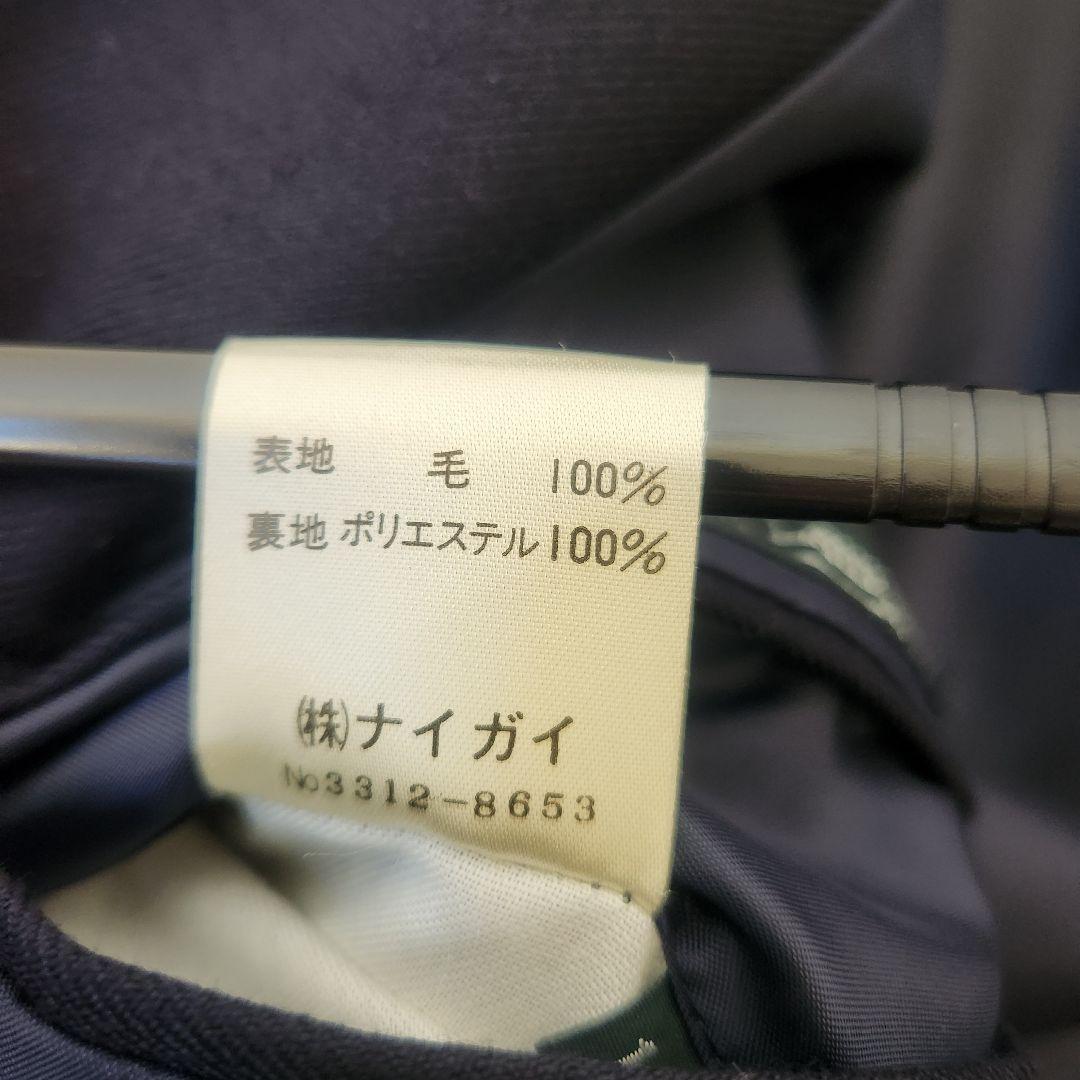 表地 毛 100%
裏地 ポリエステル 100%
㈱ナイガイ
No3312-8653